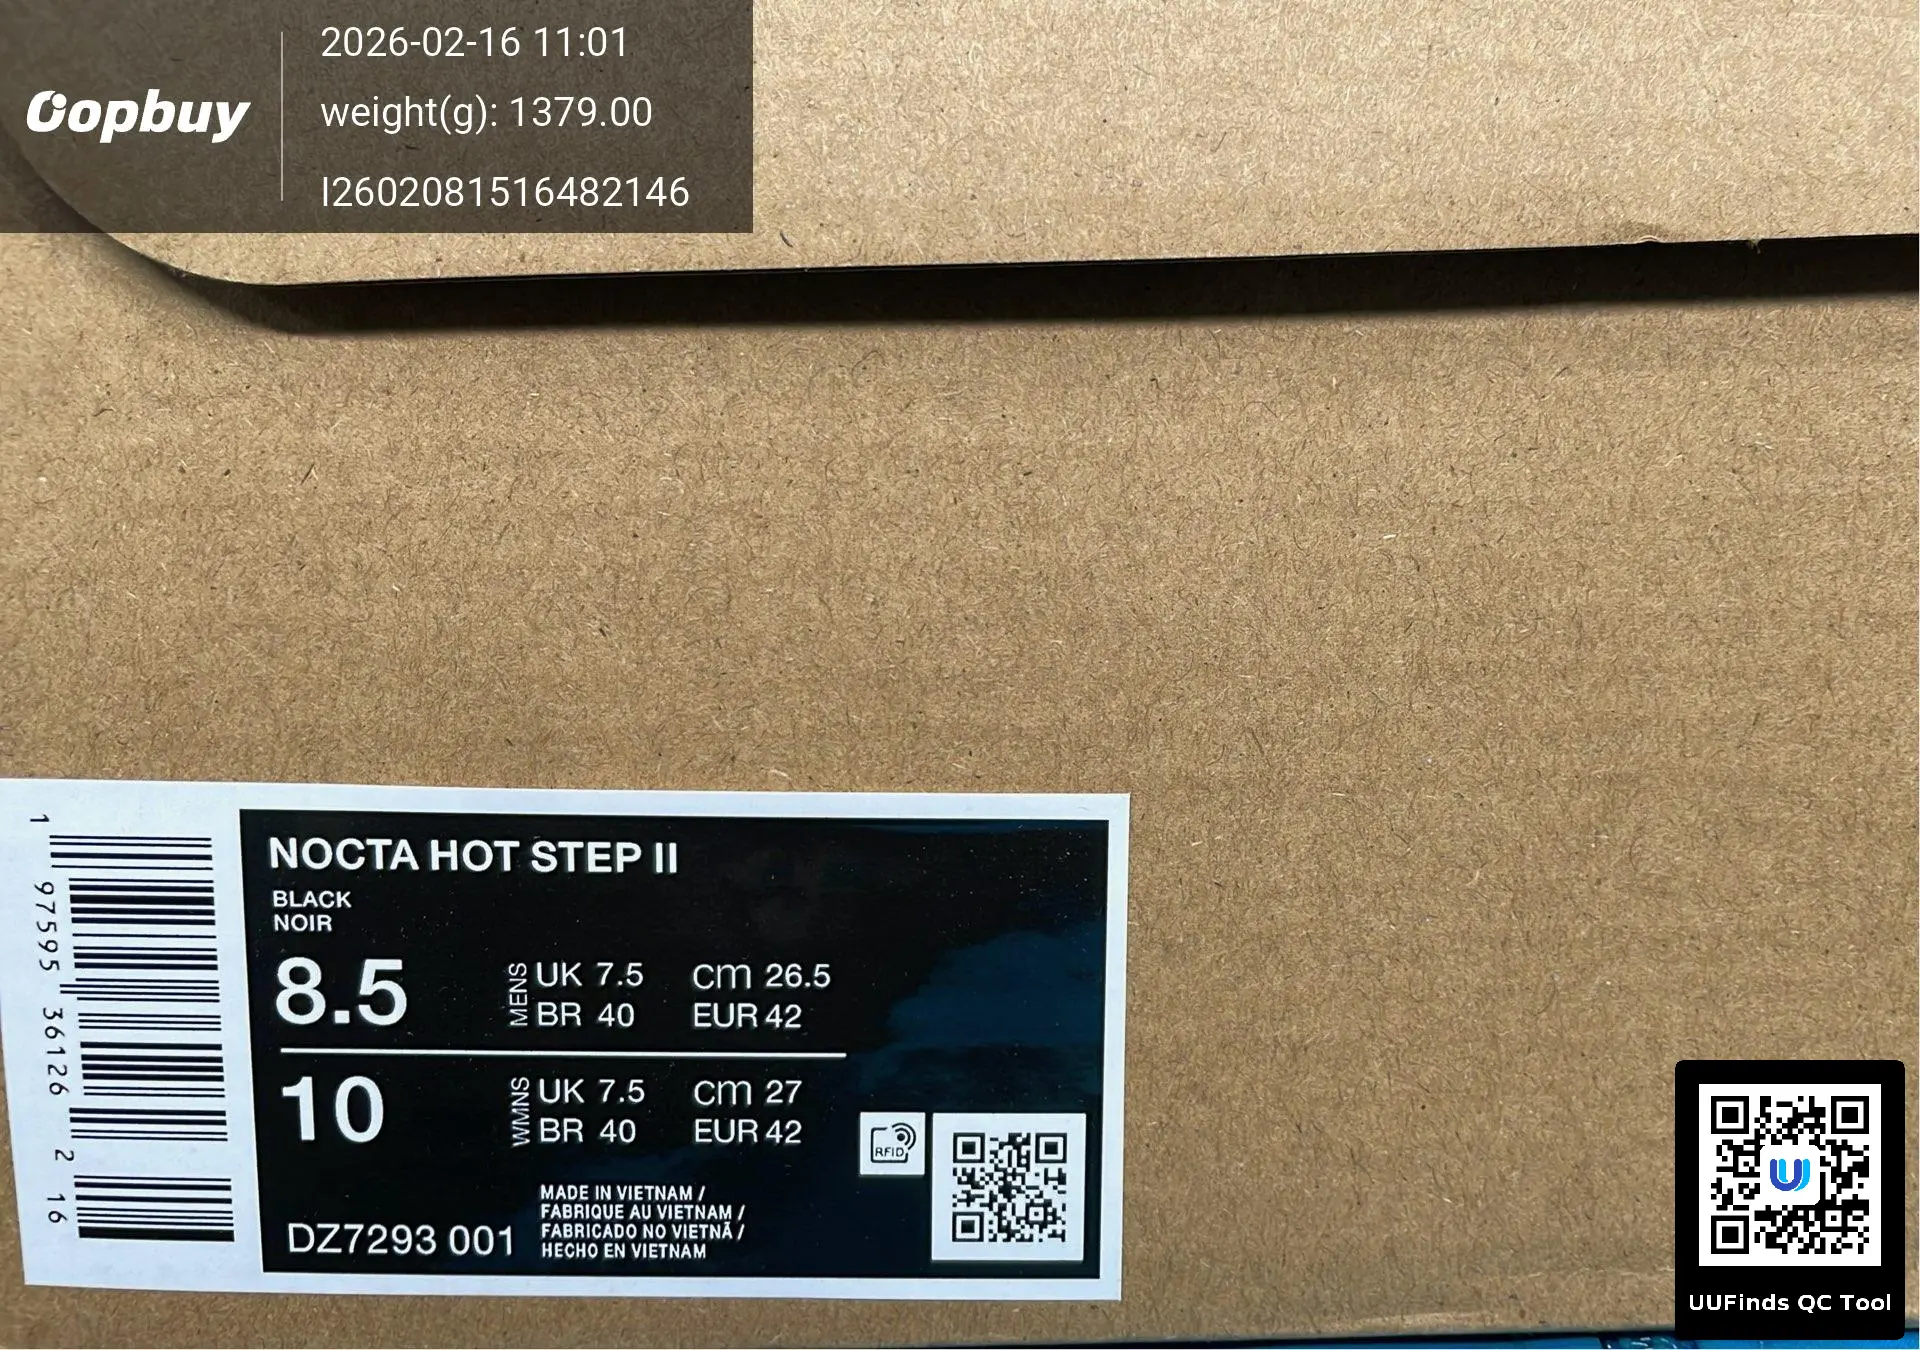 Oopbuy
2026-02-16 11:01
weight(g): 1379.00
I2602081516482146
1 97595 36126 2 16
NOCTA HOT STEP II
BLACK
NOIR
8.5 MENS UK 7.5 cm 26.5
BR 40 EUR 42
10 WMNS UK 7.5 cm 27
BR 40 EUR 42
RFID
DZ7293 001
MADE IN VIETNAM /
FABRIQUE AU VIETNAM /
FABRICADO NO VIETNÃ /
HECHO EN VIETNAM
UUFinds QC Tool